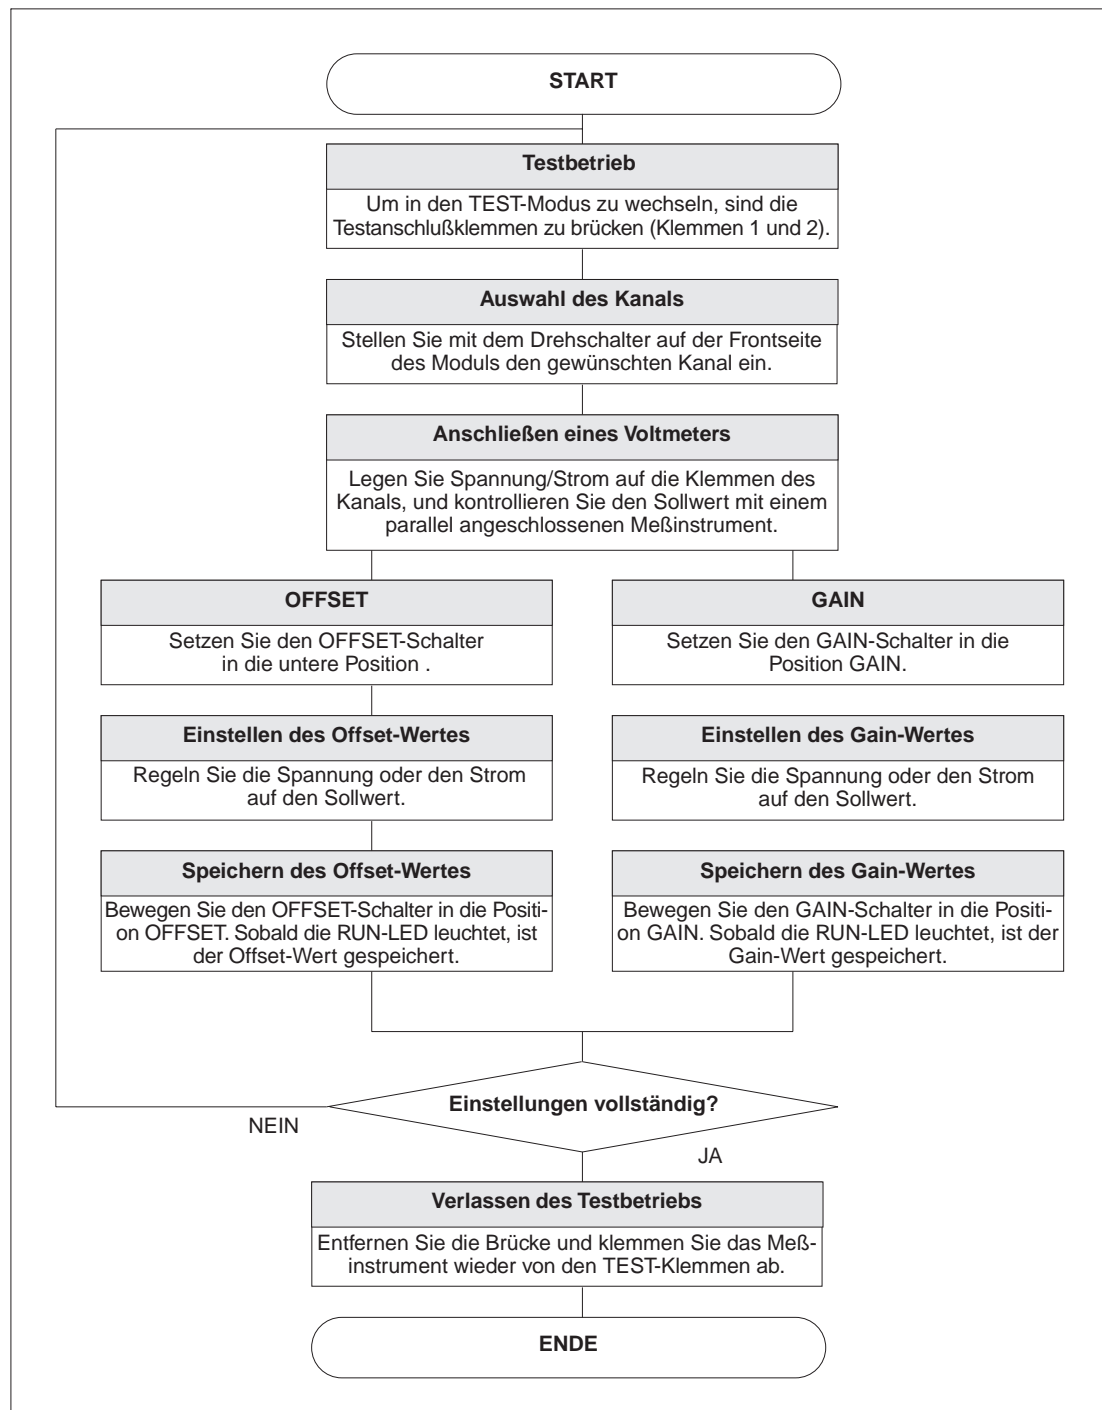 START
Testbetrieb
Um in den TEST-Modus zu wechseln, sind die
Testanschlußklemmen zu brücken (Klemmen 1 und 2).
Auswahl des Kanals
Stellen Sie mit dem Drehschalter auf der Frontseite
des Moduls den gewünschten Kanal ein.
Anschließen eines Voltmeters
Legen Sie Spannung/Strom auf die Klemmen des
Kanals, und kontrollieren Sie den Sollwert mit einem
parallel angeschlossenen Meßinstrument.
OFFSET
Setzen Sie den OFFSET-Schalter
in die untere Position .
Einstellen des Offset-Wertes
Regeln Sie die Spannung oder den Strom
auf den Sollwert.
Speichern des Offset-Wertes
Bewegen Sie den OFFSET-Schalter in die Positi-
on OFFSET. Sobald die RUN-LED leuchtet, ist
der Offset-Wert gespeichert.
GAIN
Setzen Sie den GAIN-Schalter in die
Position GAIN.
Einstellen des Gain-Wertes
Regeln Sie die Spannung oder den Strom
auf den Sollwert.
Speichern des Gain-Wertes
Bewegen Sie den GAIN-Schalter in die Positi-
on GAIN. Sobald die RUN-LED leuchtet, ist der
Gain-Wert gespeichert.
Einstellungen vollständig?
NEIN
JA
Verlassen des Testbetriebs
Entfernen Sie die Brücke und klemmen Sie das Meß-
instrument wieder von den TEST-Klemmen ab.
ENDE